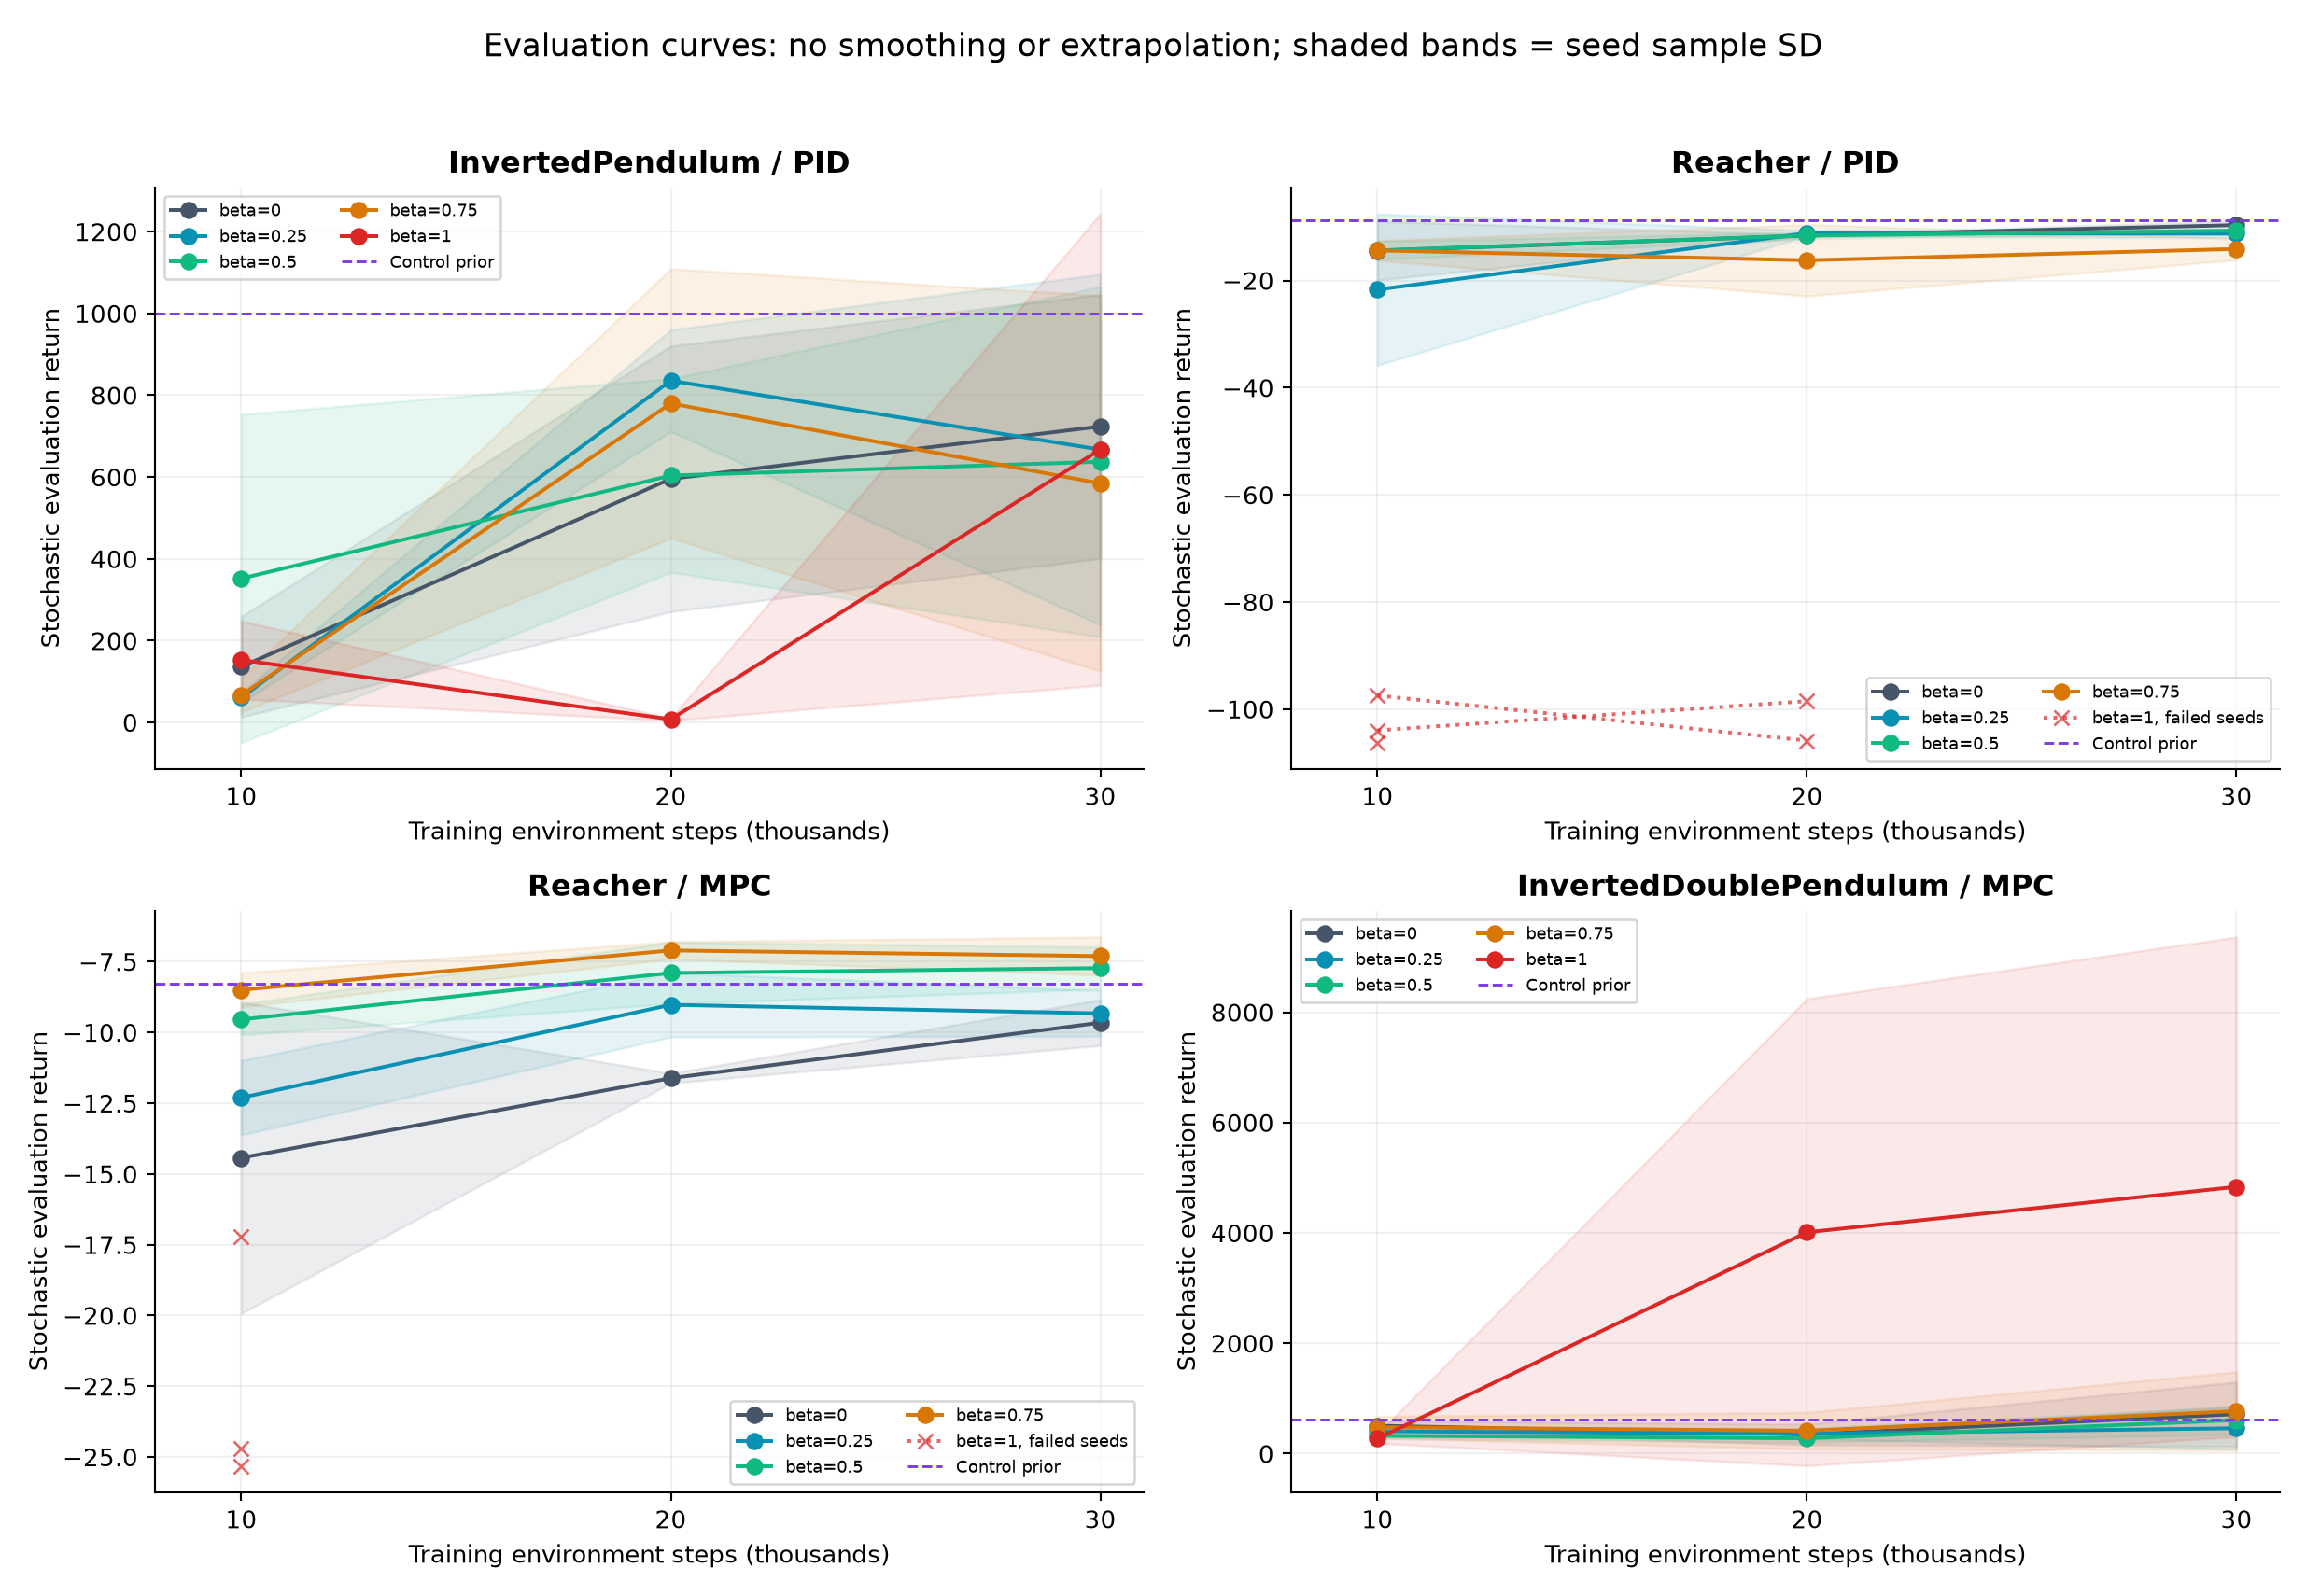 Evaluation curves: no smoothing or extrapolation; shaded bands = seed sample SD
InvertedPendulum / PID
beta=0
beta=0.25
beta=0.5
beta=0.75
beta=1
Control prior
Stochastic evaluation return
1200
1000
800
600
400
200
0
10
20
30
Training environment steps (thousands)
Reacher / PID
Stochastic evaluation return
−20
−40
−60
−80
−100
beta=0
beta=0.25
beta=0.5
beta=0.75
beta=1, failed seeds
Control prior
10
20
30
Training environment steps (thousands)
Reacher / MPC
Stochastic evaluation return
−7.5
−10.0
−12.5
−15.0
−17.5
−20.0
−22.5
−25.0
beta=0
beta=0.25
beta=0.5
beta=0.75
beta=1, failed seeds
Control prior
10
20
30
Training environment steps (thousands)
InvertedDoublePendulum / MPC
beta=0
beta=0.25
beta=0.5
beta=0.75
beta=1
Control prior
Stochastic evaluation return
8000
6000
4000
2000
0
10
20
30
Training environment steps (thousands)